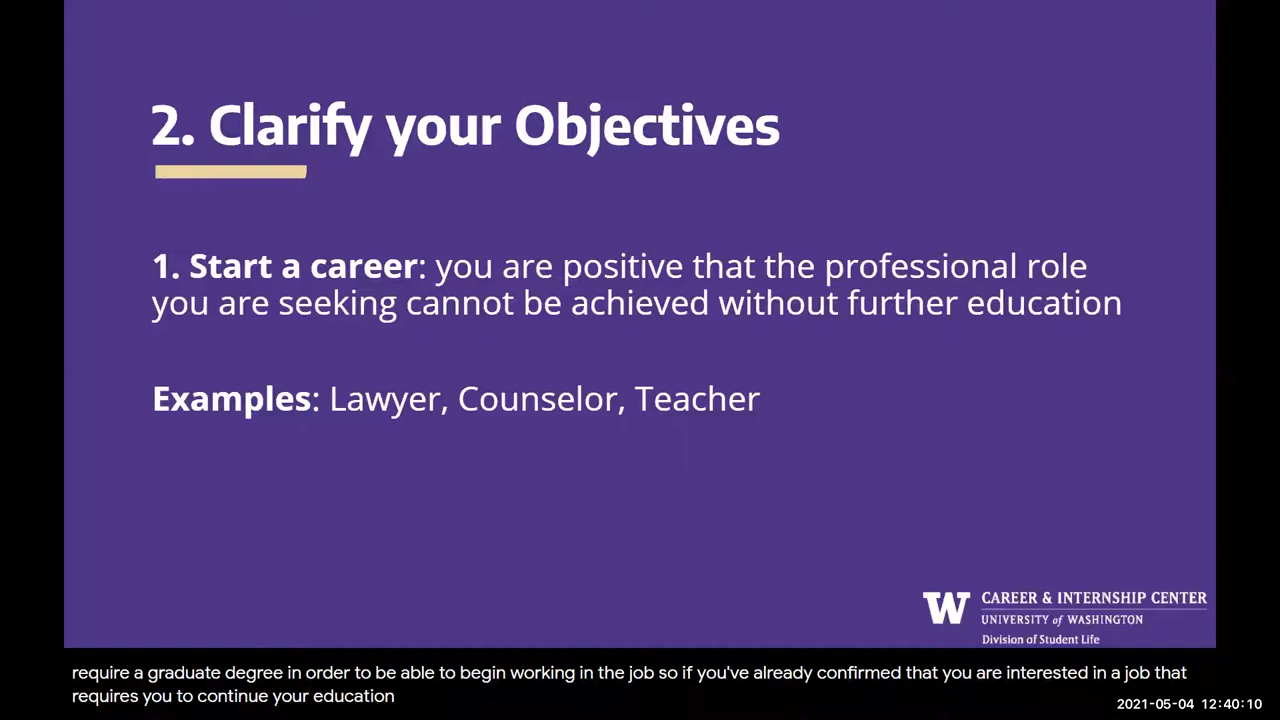 2. Clarify your Objectives
1. Start a career: you are positive that the professional role
you are seeking cannot be achieved without further education
Examples: Lawyer, Counselor, Teacher
W
CAREER & INTERNSHIP CENTER
UNIVERSITY of WASHINGTON
Division of Student Life
require a graduate degree in order to be able to begin working in the job so if you've already confirmed that you are interested in a job that
requires you to continue your education
2021-05-04 12:40:10